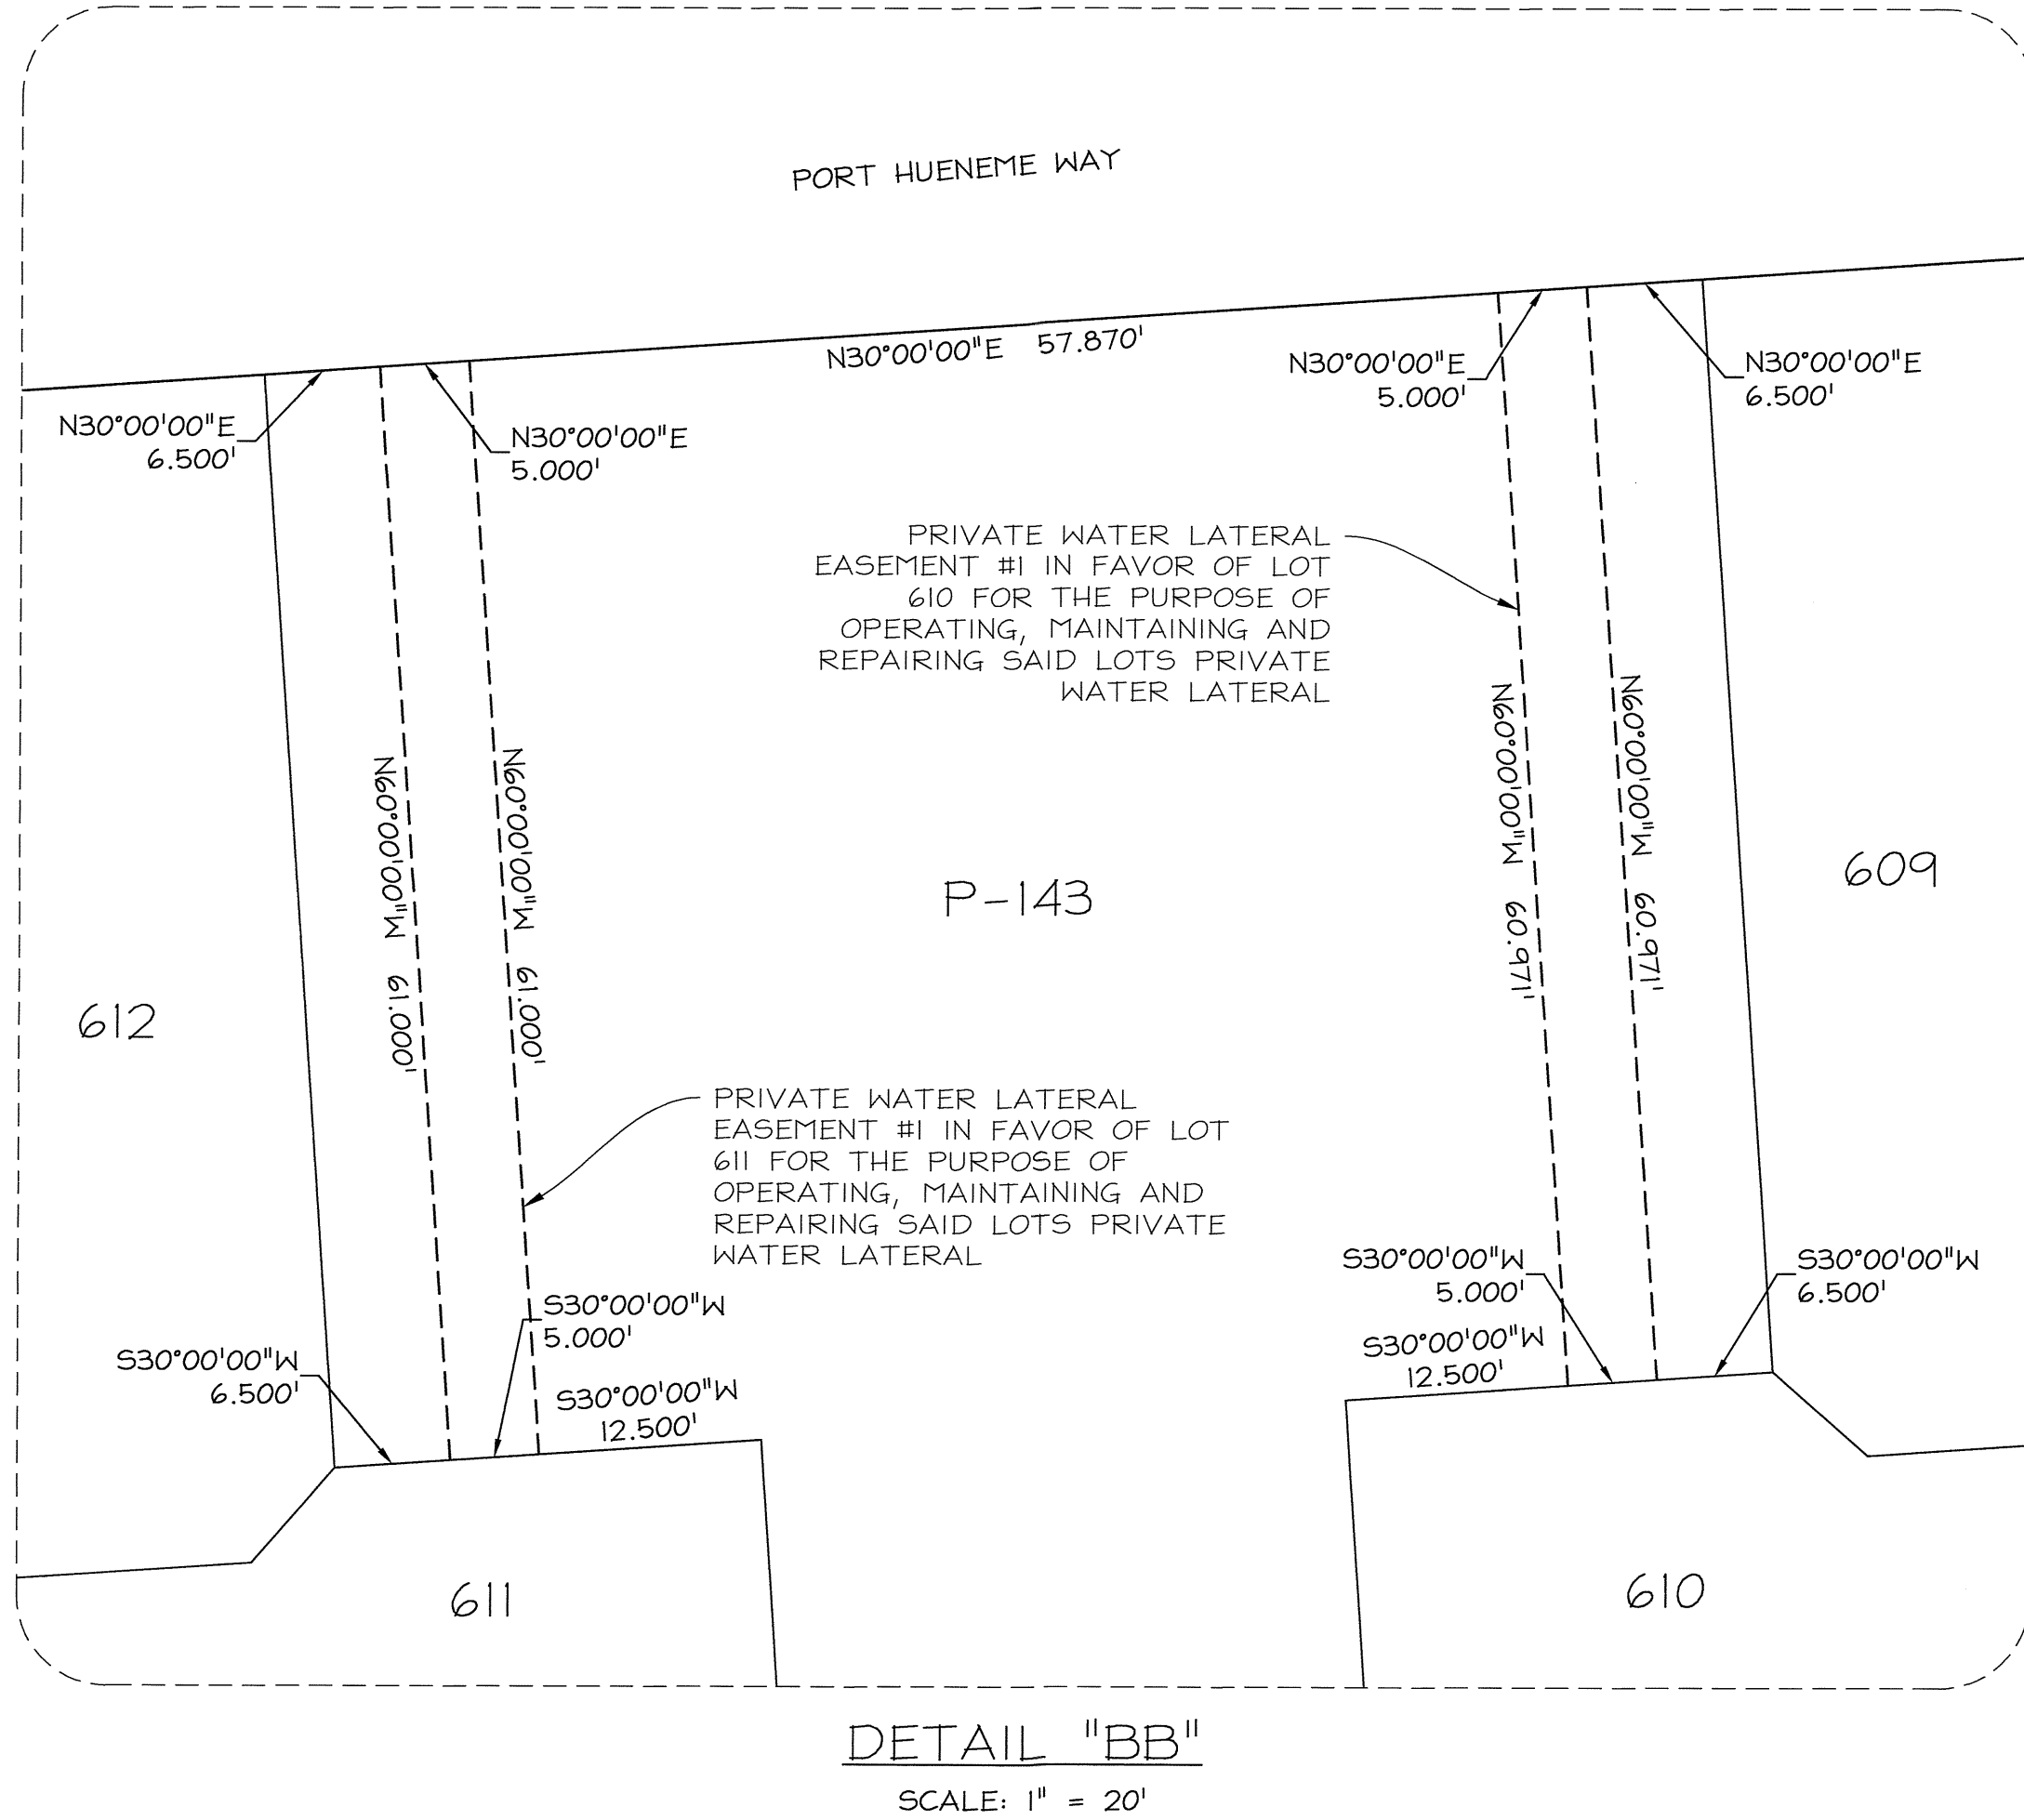 PORT HUENEME WAY
N30°00'00"E 57.870'
N30°00'00"E
5.000'
N30°00'00"E
6.500'
N30°00'00"E
6.500'
N30°00'00"E
5.000'
PRIVATE WATER LATERAL
EASEMENT #1 IN FAVOR OF LOT
610 FOR THE PURPOSE OF
OPERATING, MAINTAINING AND
REPAIRING SAID LOTS PRIVATE
WATER LATERAL
N60°00'00"W 61.000'
N60°00'00"W 61.000'
N60°00'00"W 60.971'
N60°00'00"W 60.971'
P-143
609
612
PRIVATE WATER LATERAL
EASEMENT #1 IN FAVOR OF LOT
611 FOR THE PURPOSE OF
OPERATING, MAINTAINING AND
REPAIRING SAID LOTS PRIVATE
WATER LATERAL
S30°00'00"W
5.000'
S30°00'00"W
6.500'
S30°00'00"W
12.500'
S30°00'00"W
5.000'
S30°00'00"W
6.500'
S30°00'00"W
12.500'
611
610
DETAIL "BB"
SCALE: 1" = 20'